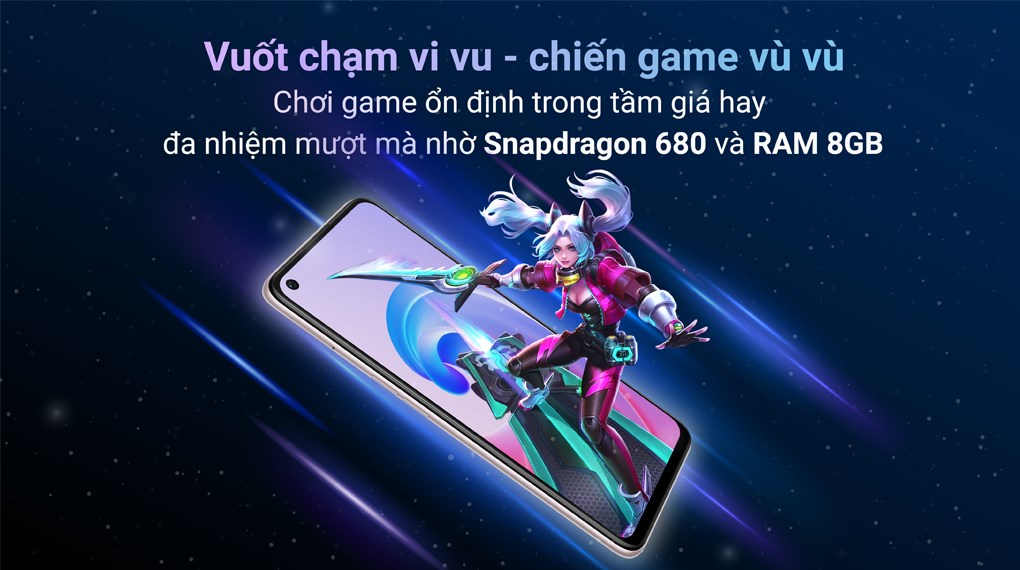 Vuốt chạm vi vu - chiến game vù vù
Chơi game ổn định trong tầm giá hay
đa nhiệm mượt mà nhờ Snapdragon 680 và RAM 8GB